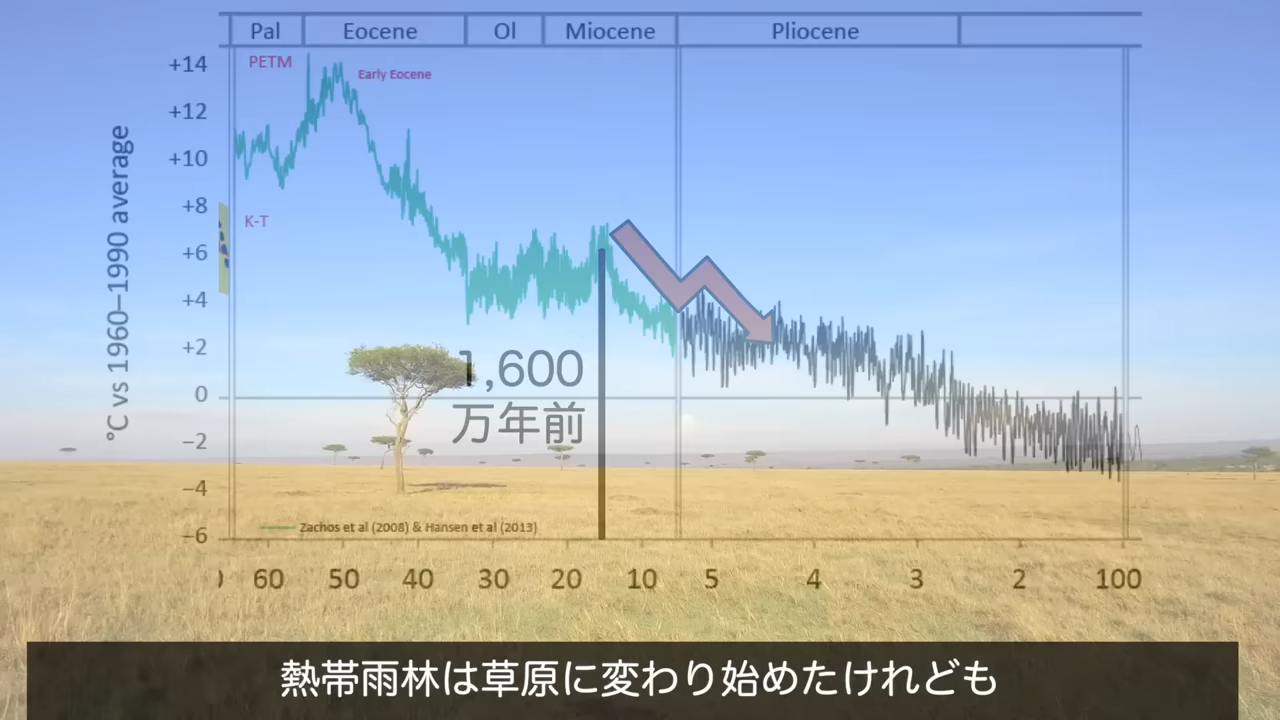 Pal Eocene Ol Miocene Pliocene
PETM
Early Eocene
K-T
°C vs 1960–1990 average
+14
+12
+10
+8
+6
+4
+2
0
−2
−4
−6
1,600
万年前
Zachos et al (2008) & Hansen et al (2013)
60 50 40 30 20 10 5 4 3 2 100
熱帯雨林は草原に変わり始めたけれども